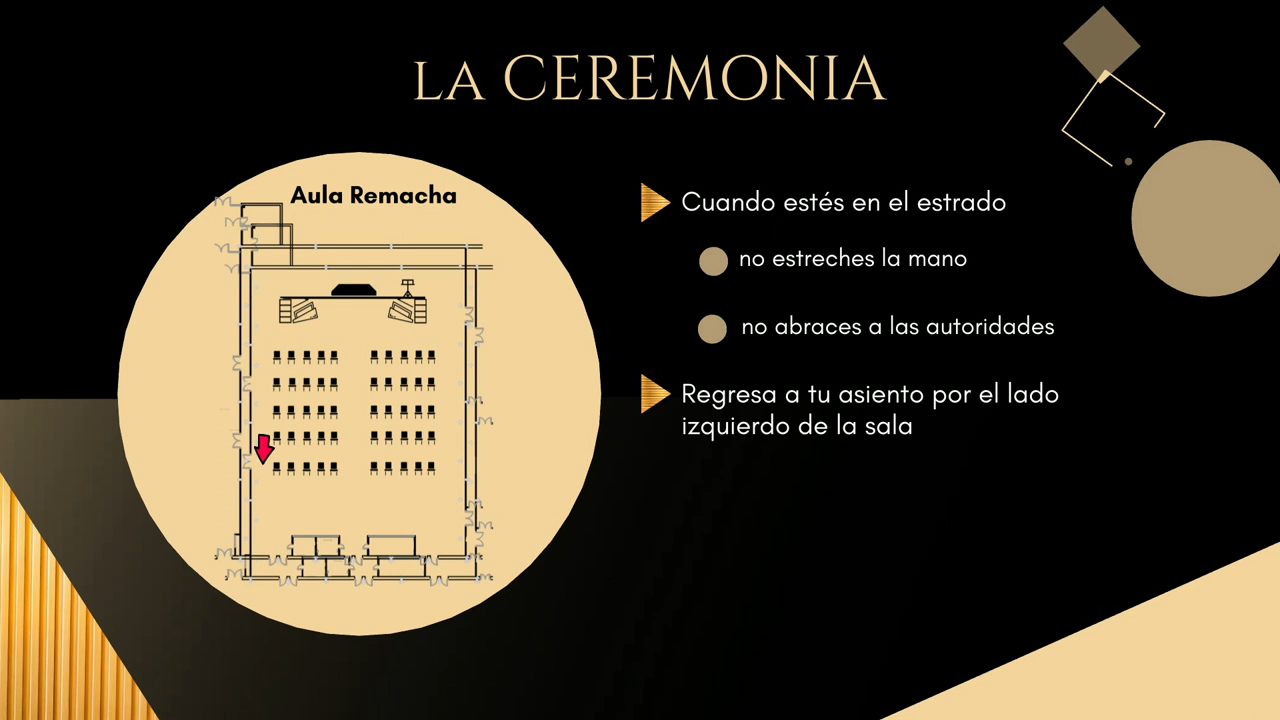 LA CEREMONIA
Aula Remacha
Cuando estés en el estrado
no estreches la mano
no abraces a las autoridades
Regresa a tu asiento por el lado
izquierdo de la sala